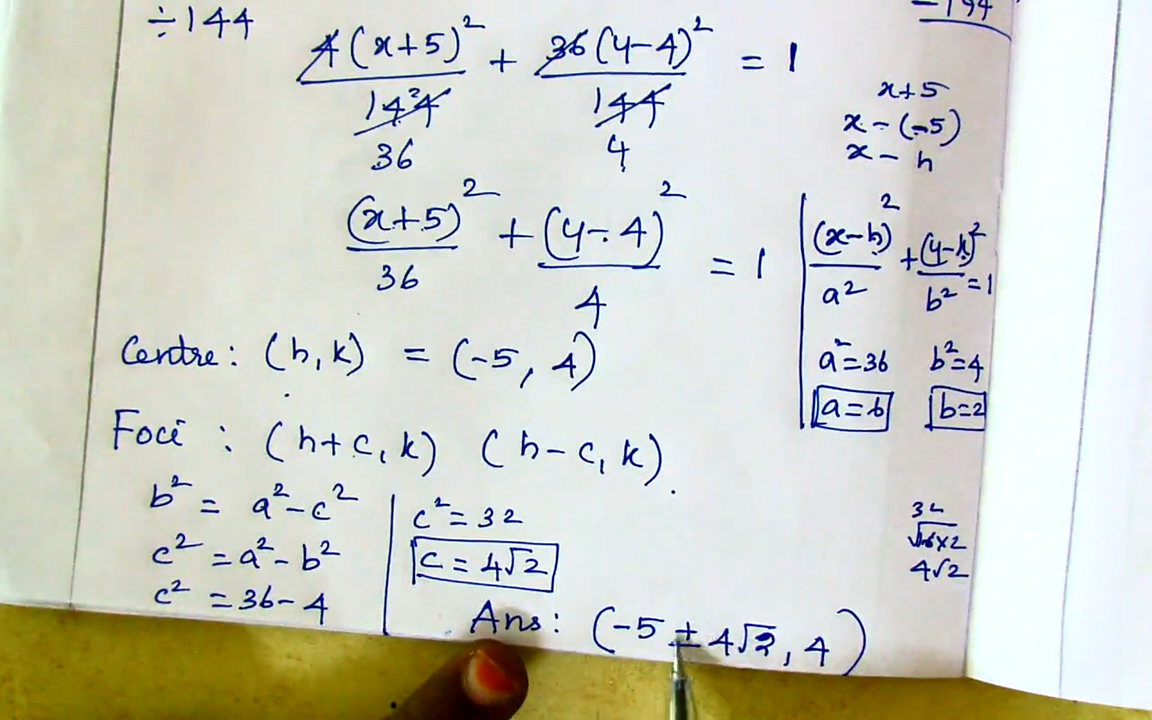 ÷144
-144
4(x+5)²/144 + 36(y-4)²/144 = 1
36 4
x+5
x-(-5)
x-h
(x+5)²/36 + (y-4)²/4 = 1
(x-h)²/a² + (y-k)²/b² = 1
Centre: (h,k) = (-5, 4)
a²=36 b²=4
a=6 b=2
Foci : (h+c, k) (h-c, k).
b² = a²-c²
c² = a²-b²
c² = 36-4
c² = 32
c = 4√2
32
√16×2
4√2
Ans: (-5 ± 4√2, 4)